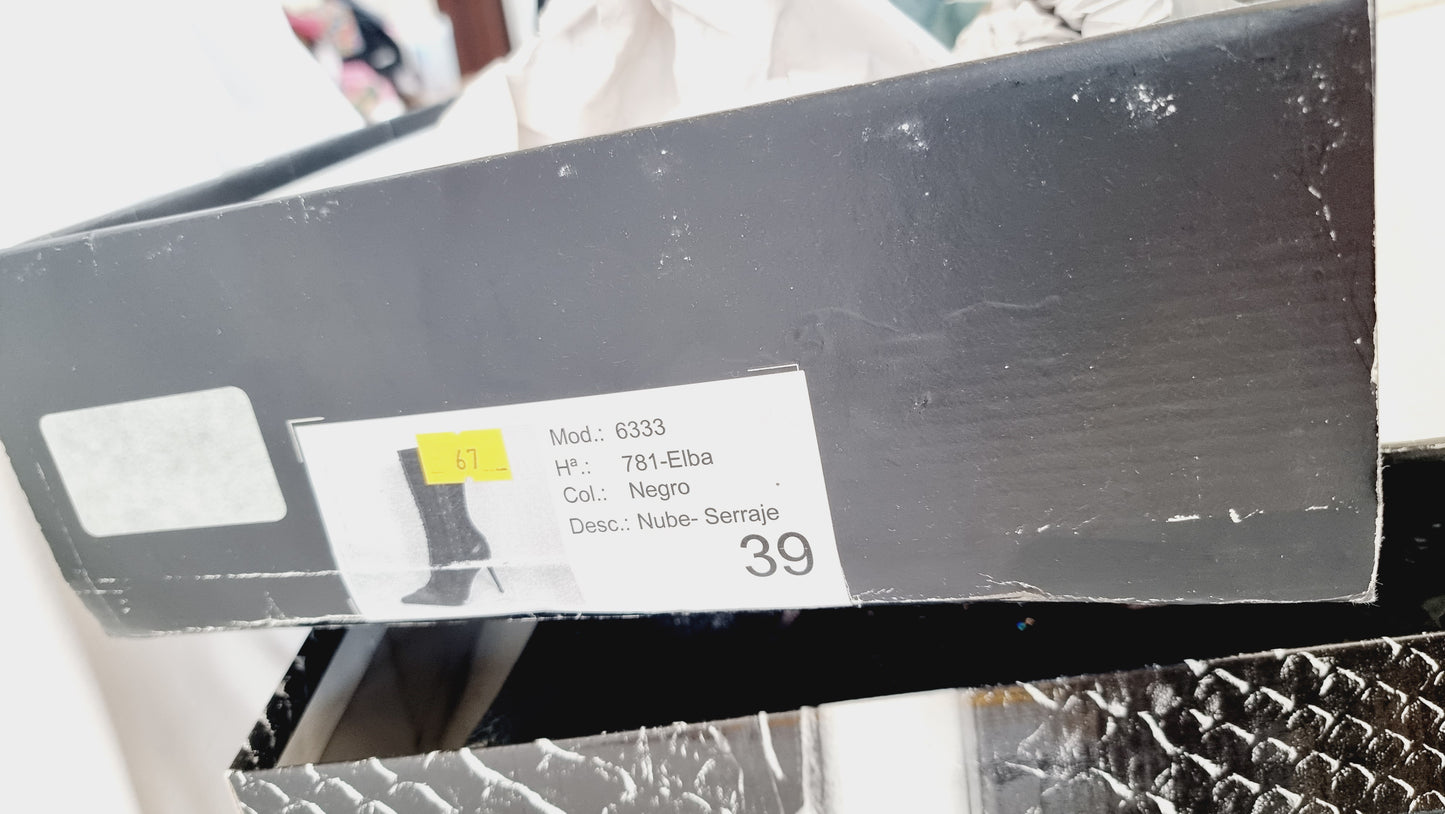 67
Mod.: 6333
Hª.: 781-Elba
Col.: Negro
Desc.: Nube- Serraje
39